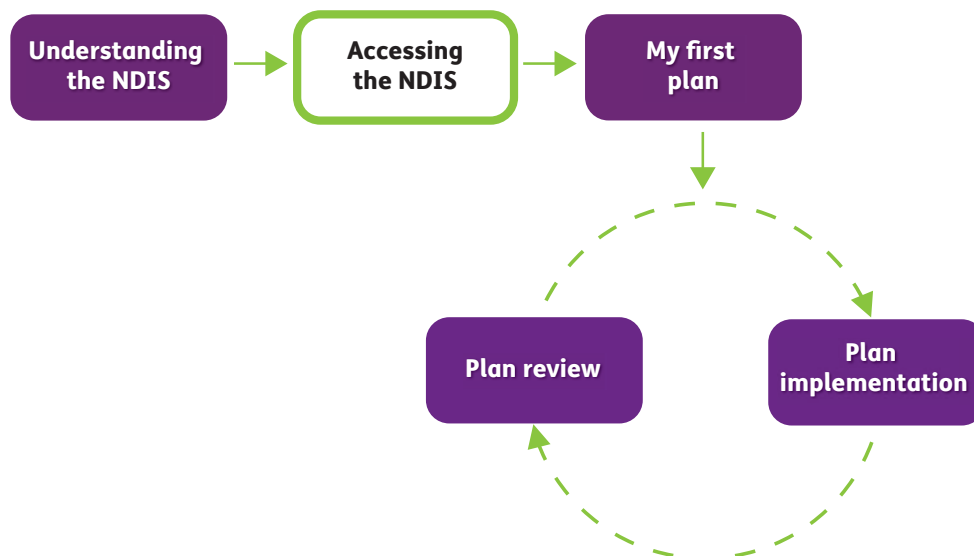 Understanding
the NDIS
Accessing
the NDIS
My first
plan
Plan review
Plan
implementation